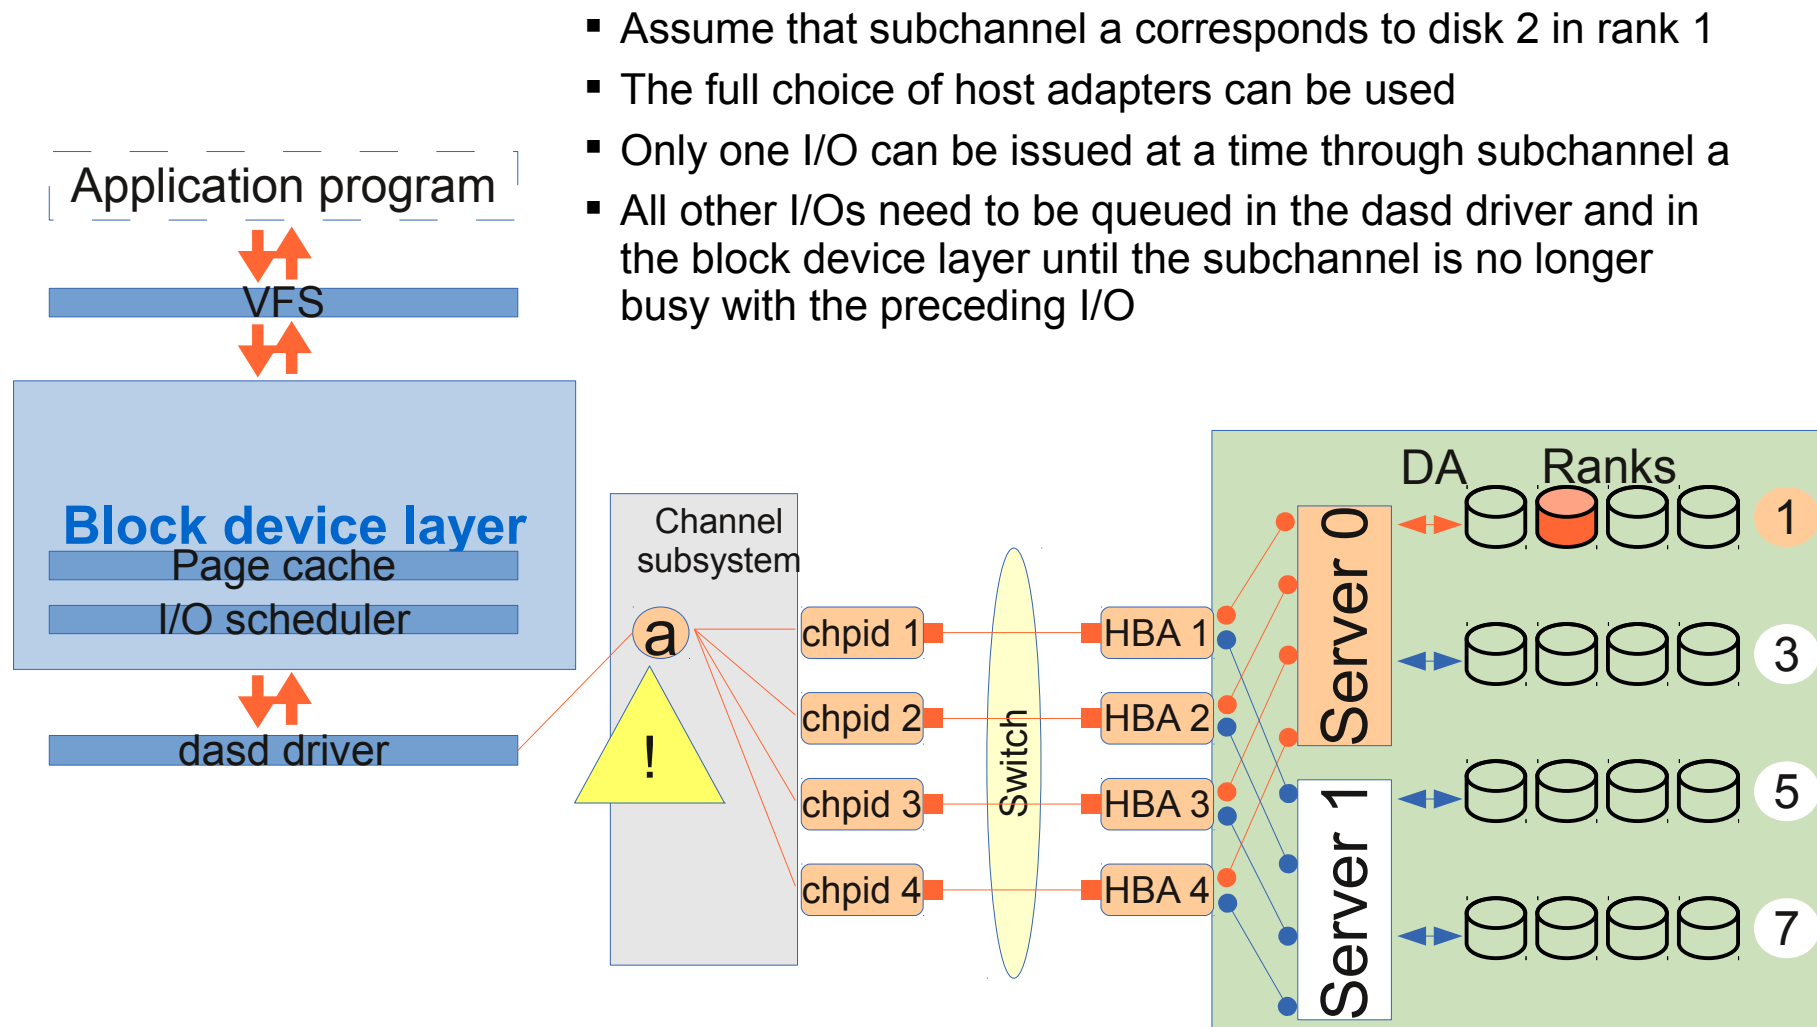 ▪ Assume that subchannel a corresponds to disk 2 in rank 1
▪ The full choice of host adapters can be used
▪ Only one I/O can be issued at a time through subchannel a
▪ All other I/Os need to be queued in the dasd driver and in
the block device layer until the subchannel is no longer
busy with the preceding I/O
Application program
VFS
Block device layer
Page cache
I/O scheduler
dasd driver
Channel
subsystem
a
!
chpid 1
chpid 2
chpid 3
chpid 4
Switch
HBA 1
HBA 2
HBA 3
HBA 4
Server 0
Server 1
DA
Ranks
1
3
5
7